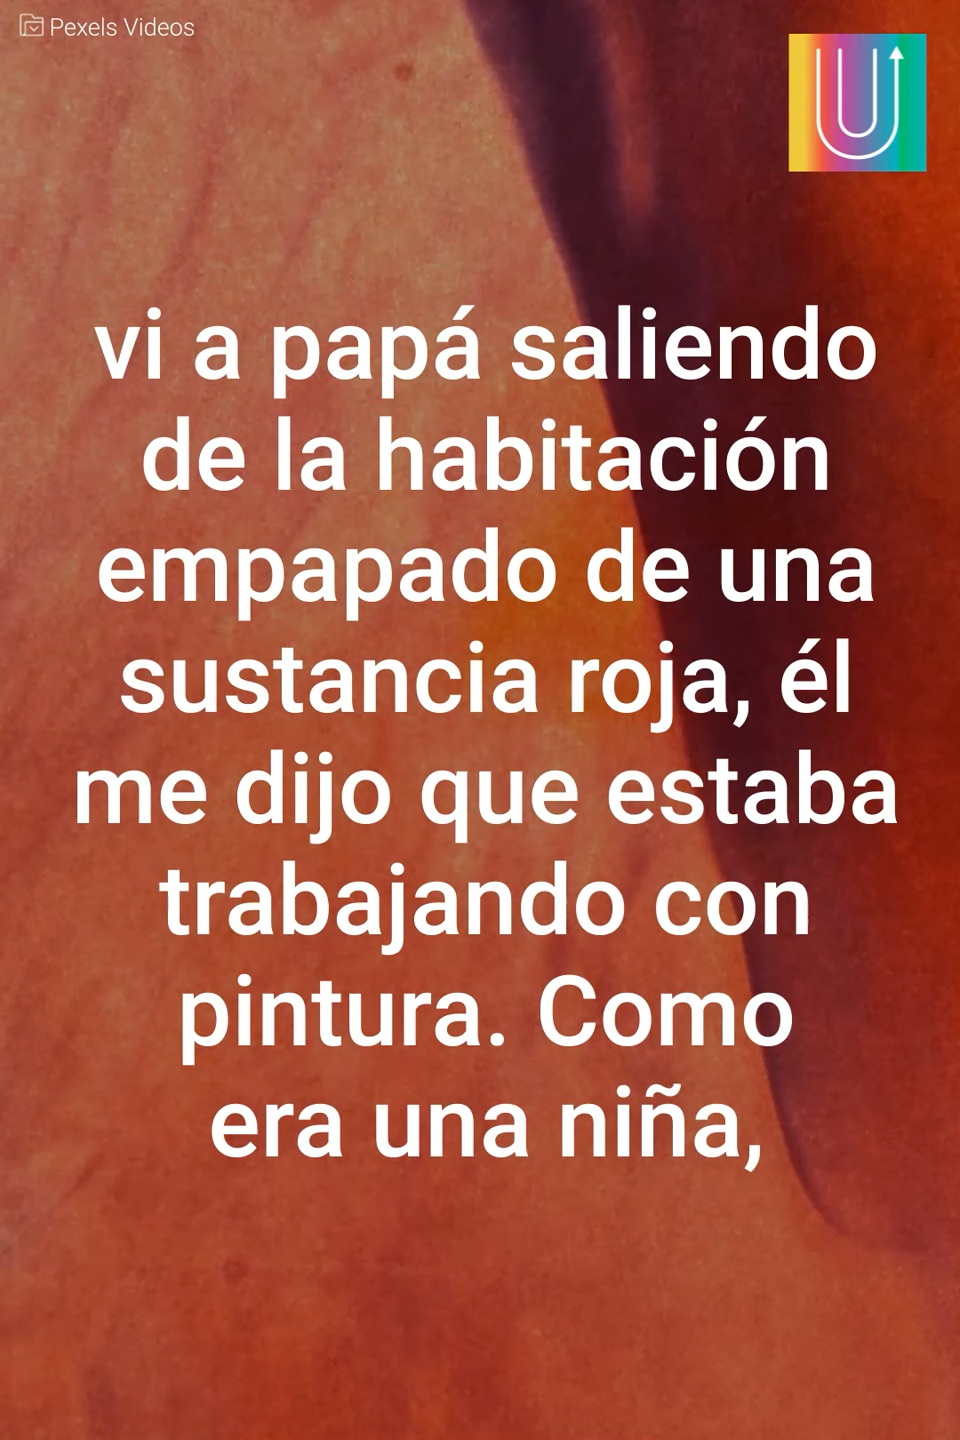 Pexels Videos
U
vi a papá saliendo
de la habitación
empapado de una
sustancia roja, él
me dijo que estaba
trabajando con
pintura. Como
era una niña,